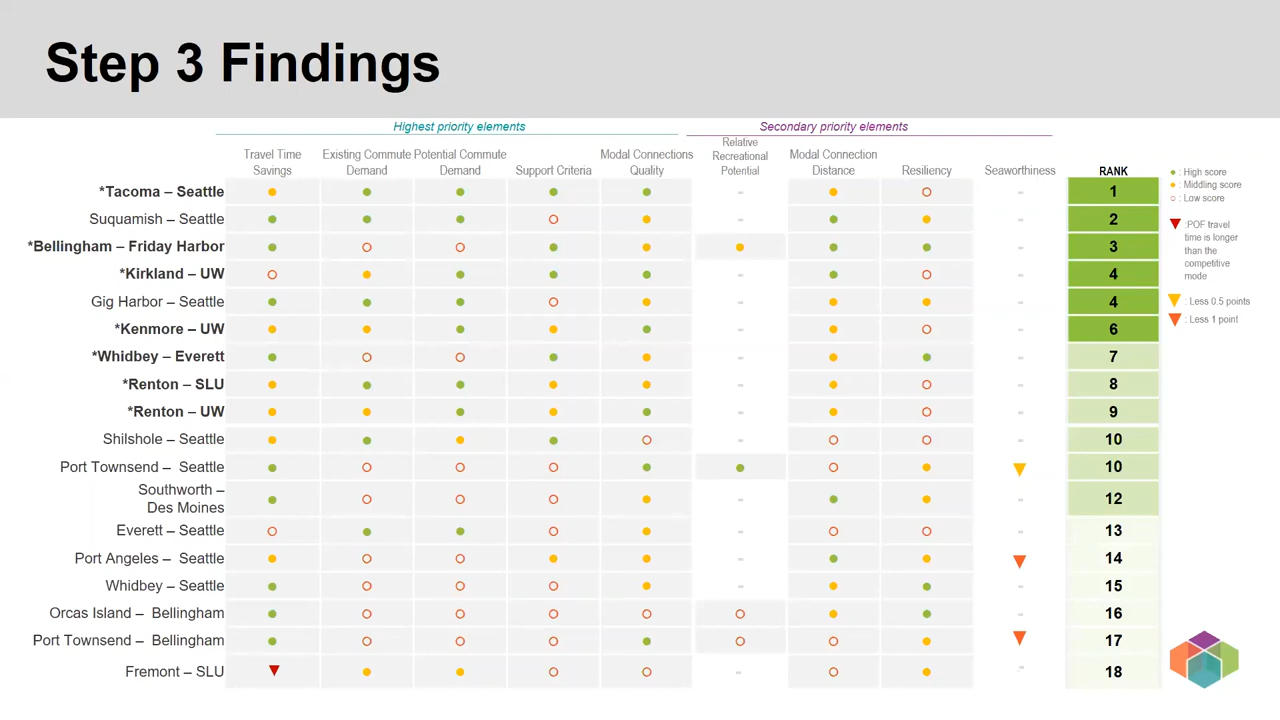 Step 3 Findings
Highest priority elements
Secondary priority elements
Travel Time Savings
Existing Commute Demand
Potential Commute Demand
Support Criteria
Modal Connections Quality
Relative Recreational Potential
Modal Connection Distance
Resiliency
Seaworthiness
RANK
*Tacoma – Seattle 1
Suquamish – Seattle 2
*Bellingham – Friday Harbor 3
*Kirkland – UW 4
Gig Harbor – Seattle 4
*Kenmore – UW 6
*Whidbey – Everett 7
*Renton – SLU 8
*Renton – UW 9
Shilshole – Seattle 10
Port Townsend – Seattle 10
Southworth –
Des Moines 12
Everett – Seattle 13
Port Angeles – Seattle 14
Whidbey – Seattle 15
Orcas Island – Bellingham 16
Port Townsend – Bellingham 17
Fremont – SLU 18
: High score
: Middling score
: Low score
:POF travel
time is longer
than the
competitive
mode
: Less 0.5 points
: Less 1 point